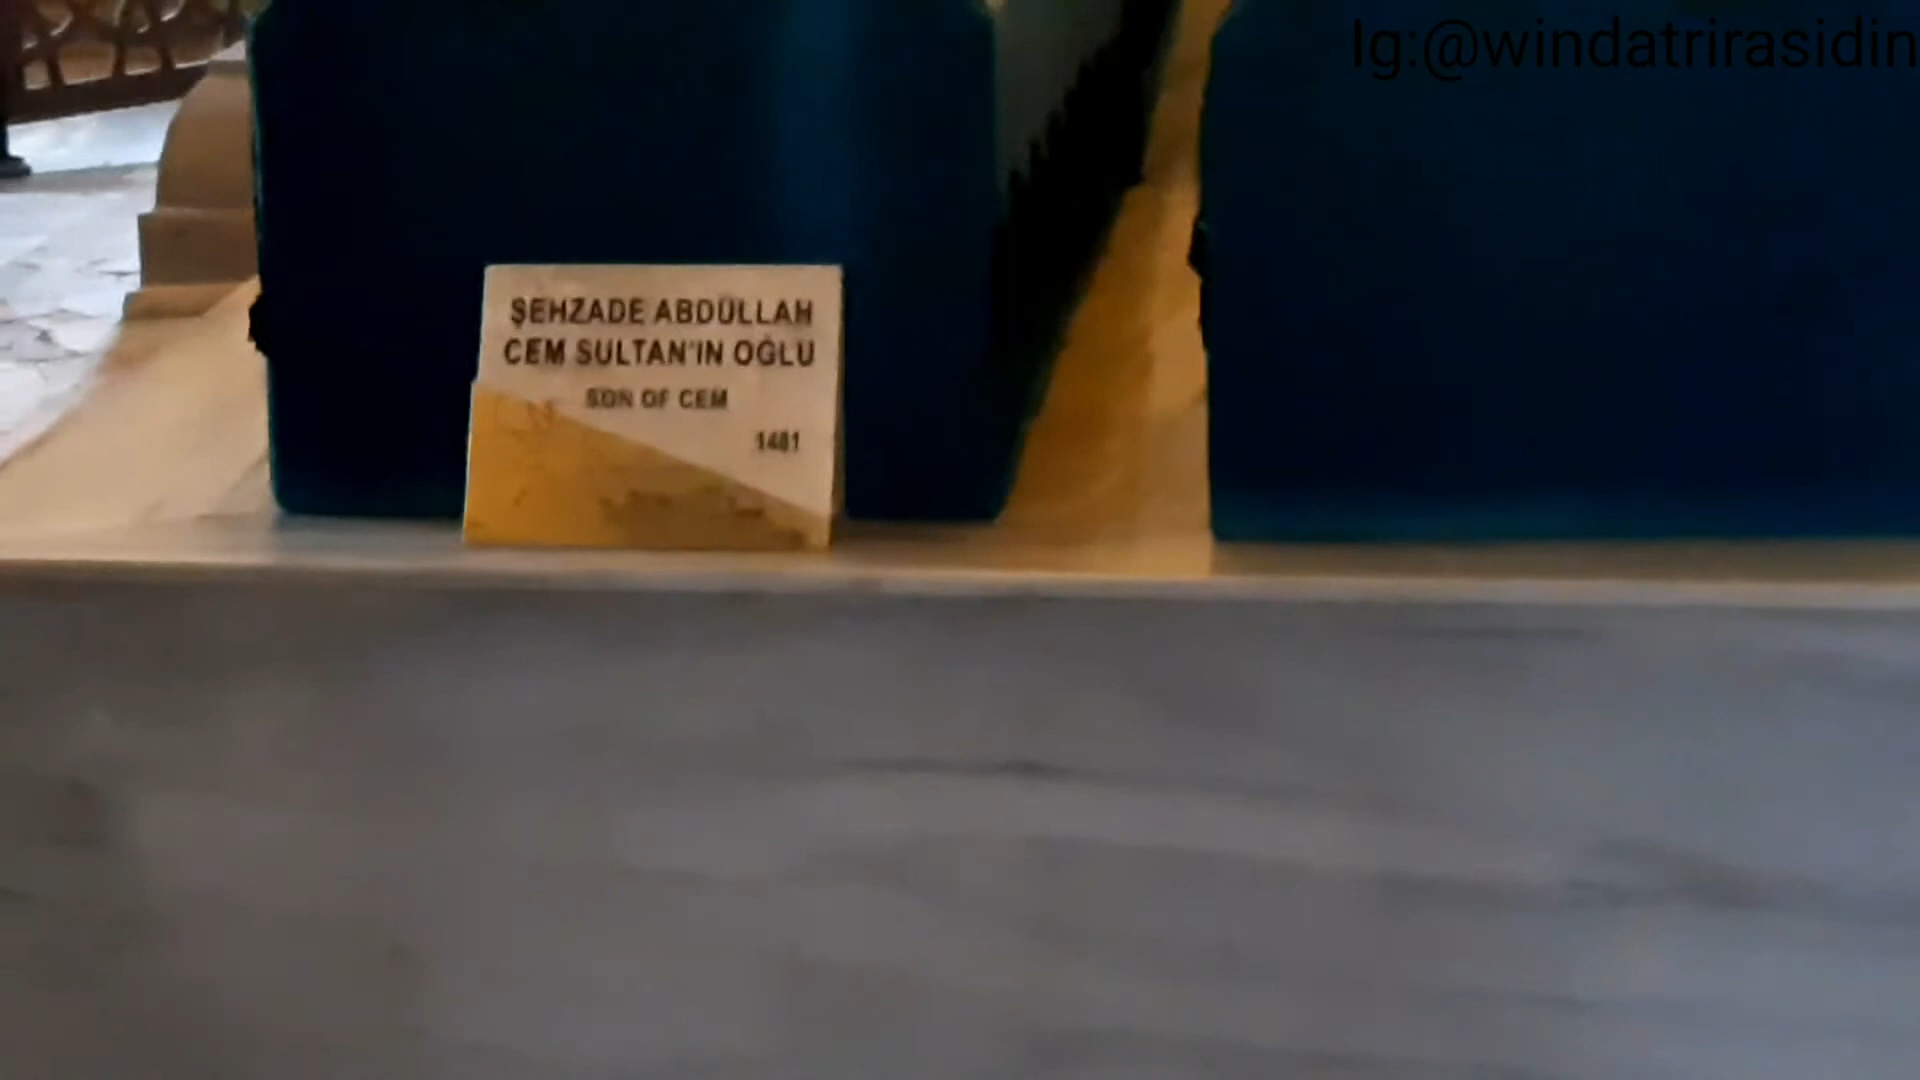 Ig:@windatrirasidin
ŞEHZADE ABDULLAH
CEM SULTAN'IN OĞLU
SON OF CEM
1481